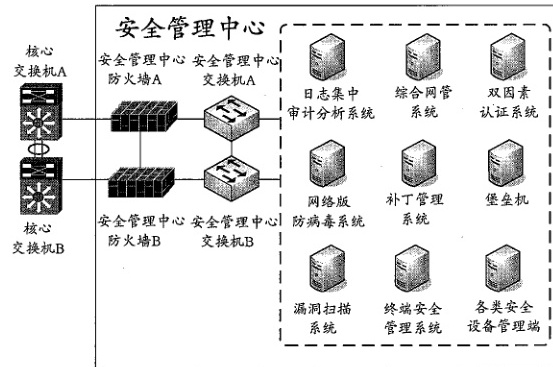 安全管理中心
核心
交换机A
安全管理中心
防火墙A
安全管理中心
交换机A
核心
交换机B
安全管理中心
防火墙B
安全管理中心
交换机B
日志集中
审计分析系统
综合网管
系统
双因素
认证系统
网络版
防病毒系统
补丁管理
系统
堡垒机
漏洞扫描
系统
终端安全
管理系统
各类安全
设备管理端